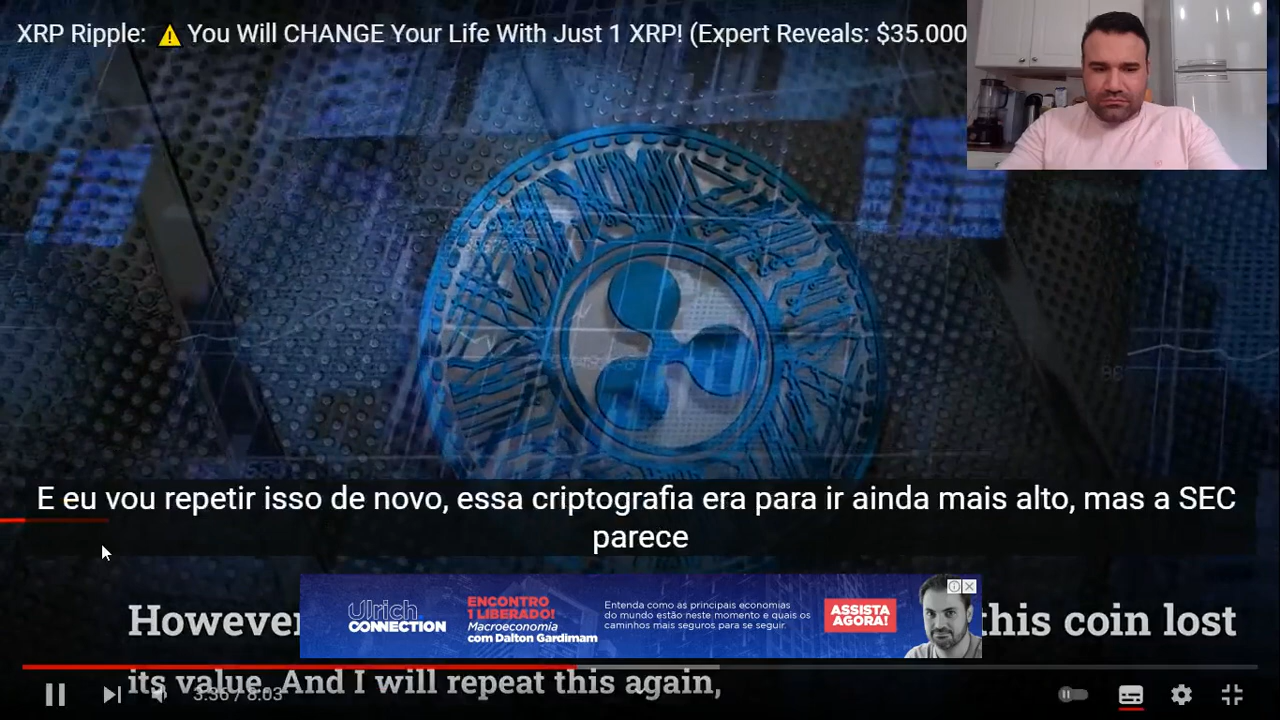 XRP Ripple: ⚠️ You Will CHANGE Your Life With Just 1 XRP! (Expert Reveals: $35.000
E eu vou repetir isso de novo, essa criptografia era para ir ainda mais alto, mas a SEC
parece
However
this coin lost
Ulrich
CONNECTION
ENCONTRO
1 LIBERADO!
Macroeconomia
com Dalton Gardimam
Entenda como as principais economias
do mundo estão neste momento e quais os
caminhos mais seguros para se seguir.
ASSISTA
AGORA!
its value. And I will repeat this again,
3:36 / 8:03